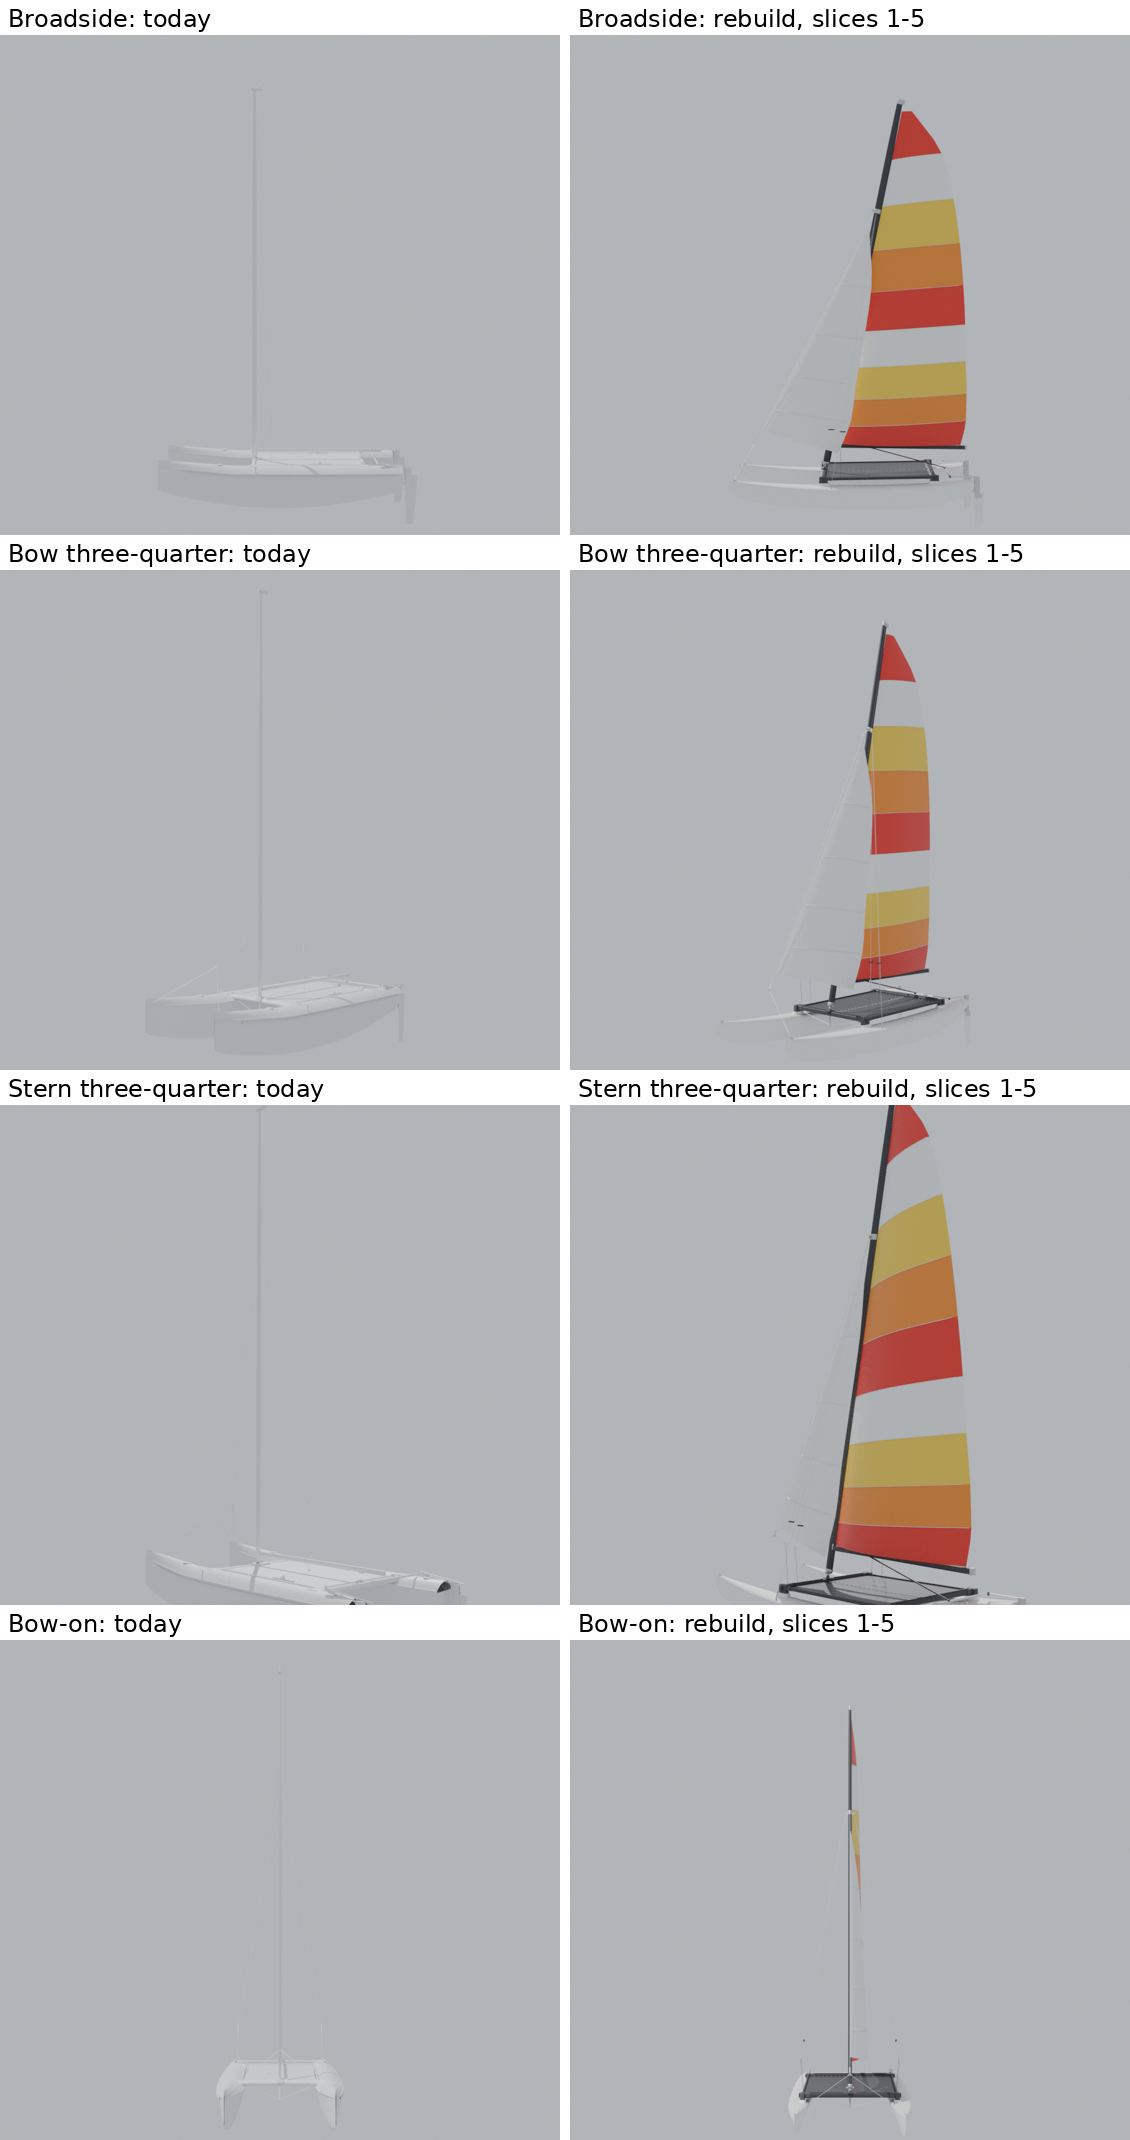 Broadside: today
Broadside: rebuild, slices 1-5
Bow three-quarter: today
Bow three-quarter: rebuild, slices 1-5
Stern three-quarter: today
Stern three-quarter: rebuild, slices 1-5
Bow-on: today
Bow-on: rebuild, slices 1-5